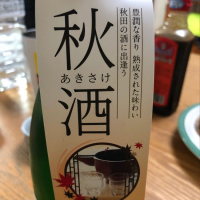 豊潤な香り 熟成された味わい
秋田の酒に出逢う
秋酒
あきさけ